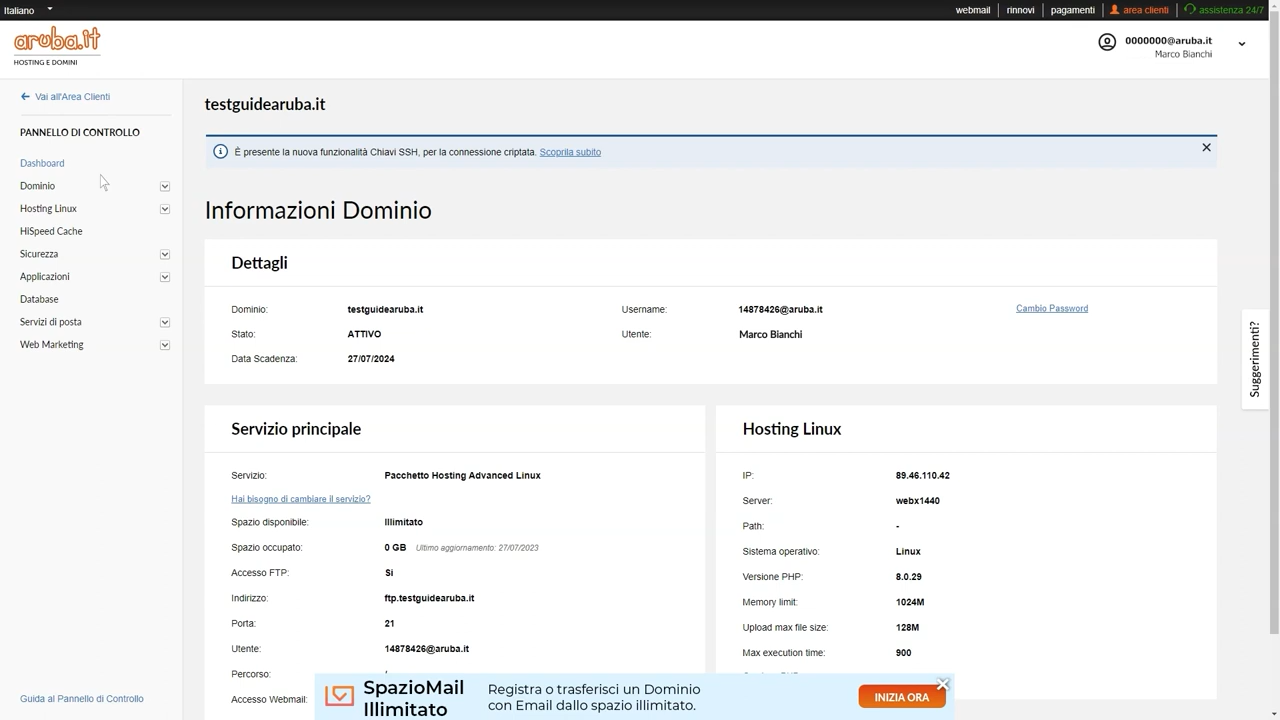 Italiano
webmail rinnovi pagamenti area clienti assistenza 24/7
aruba.it
HOSTING E DOMINI
0000000@aruba.it
Marco Bianchi
Vai all'Area Clienti
PANNELLO DI CONTROLLO
Dashboard
Dominio
Hosting Linux
HiSpeed Cache
Sicurezza
Applicazioni
Database
Servizi di posta
Web Marketing
Guida al Pannello di Controllo
testguidearuba.it
È presente la nuova funzionalità Chiavi SSH, per la connessione criptata. Scoprila subito
Informazioni Dominio
Dettagli
Dominio: testguidearuba.it Username: 14878426@aruba.it Cambio Password
Stato: ATTIVO Utente: Marco Bianchi
Data Scadenza: 27/07/2024
Servizio principale
Servizio: Pacchetto Hosting Advanced Linux
Hai bisogno di cambiare il servizio?
Spazio disponibile: Illimitato
Spazio occupato: 0 GB Ultimo aggiornamento: 27/07/2023
Accesso FTP: Si
Indirizzo: ftp.testguidearuba.it
Porta: 21
Utente: 14878426@aruba.it
Percorso: /
Accesso Webmail:
Hosting Linux
IP: 89.46.110.42
Server: webx1440
Path: -
Sistema operativo: Linux
Versione PHP: 8.0.29
Memory limit: 1024M
Upload max file size: 128M
Max execution time: 900
Suggerimenti?
SpazioMail
Illimitato
Registra o trasferisci un Dominio
con Email dallo spazio illimitato.
INIZIA ORA